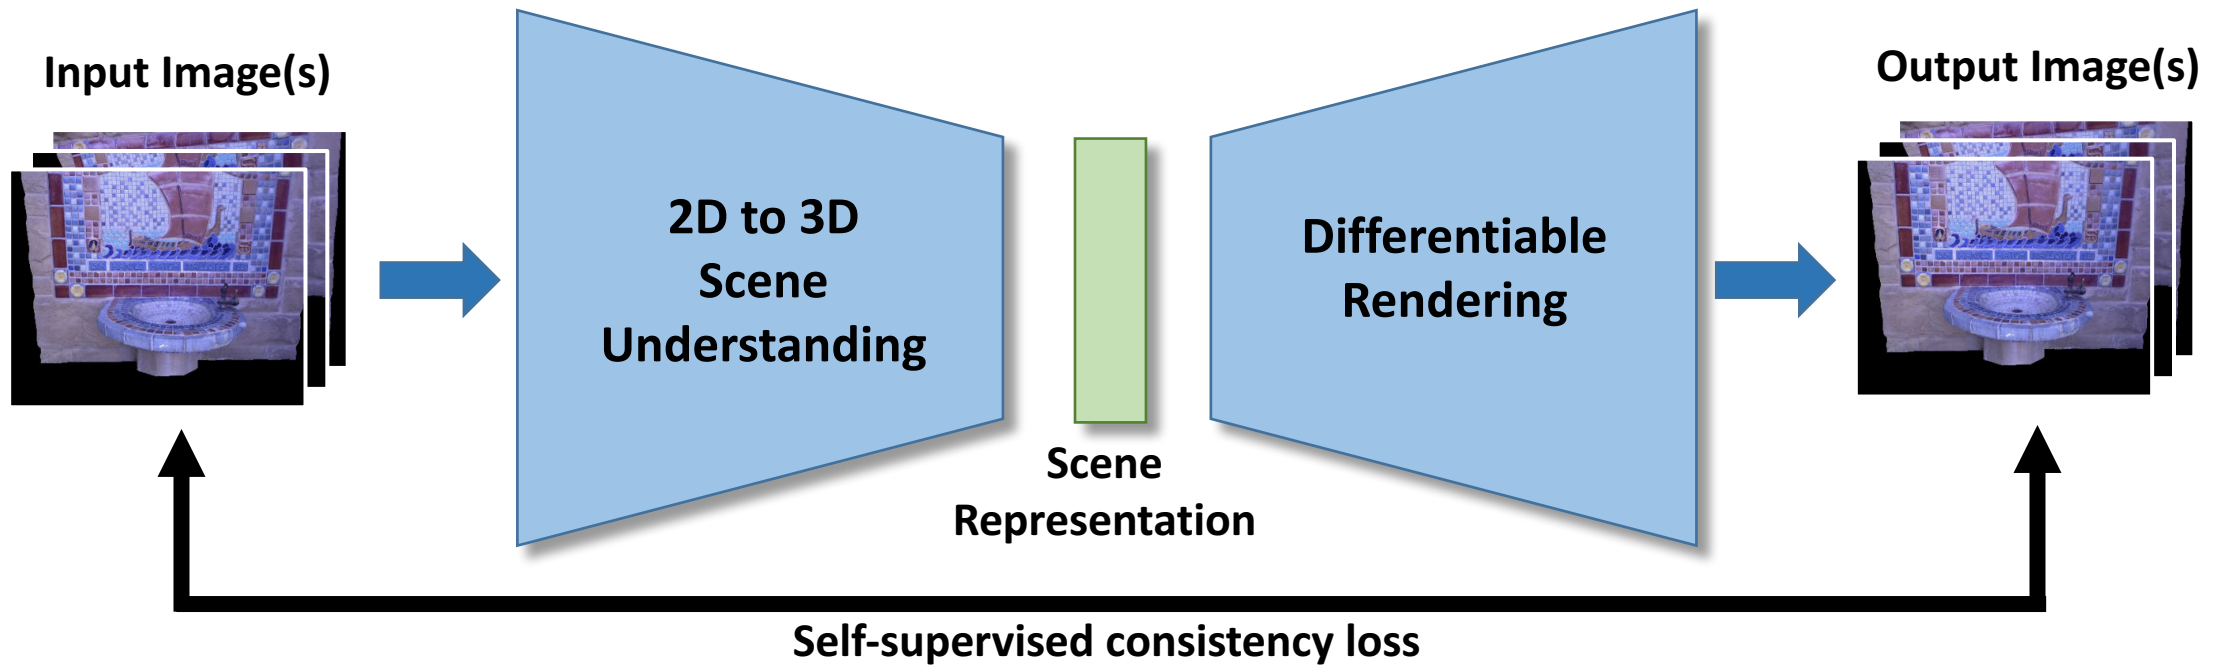 Input Image(s)
2D to 3D
Scene
Understanding
Scene
Representation
Differentiable
Rendering
Output Image(s)
Self-supervised consistency loss